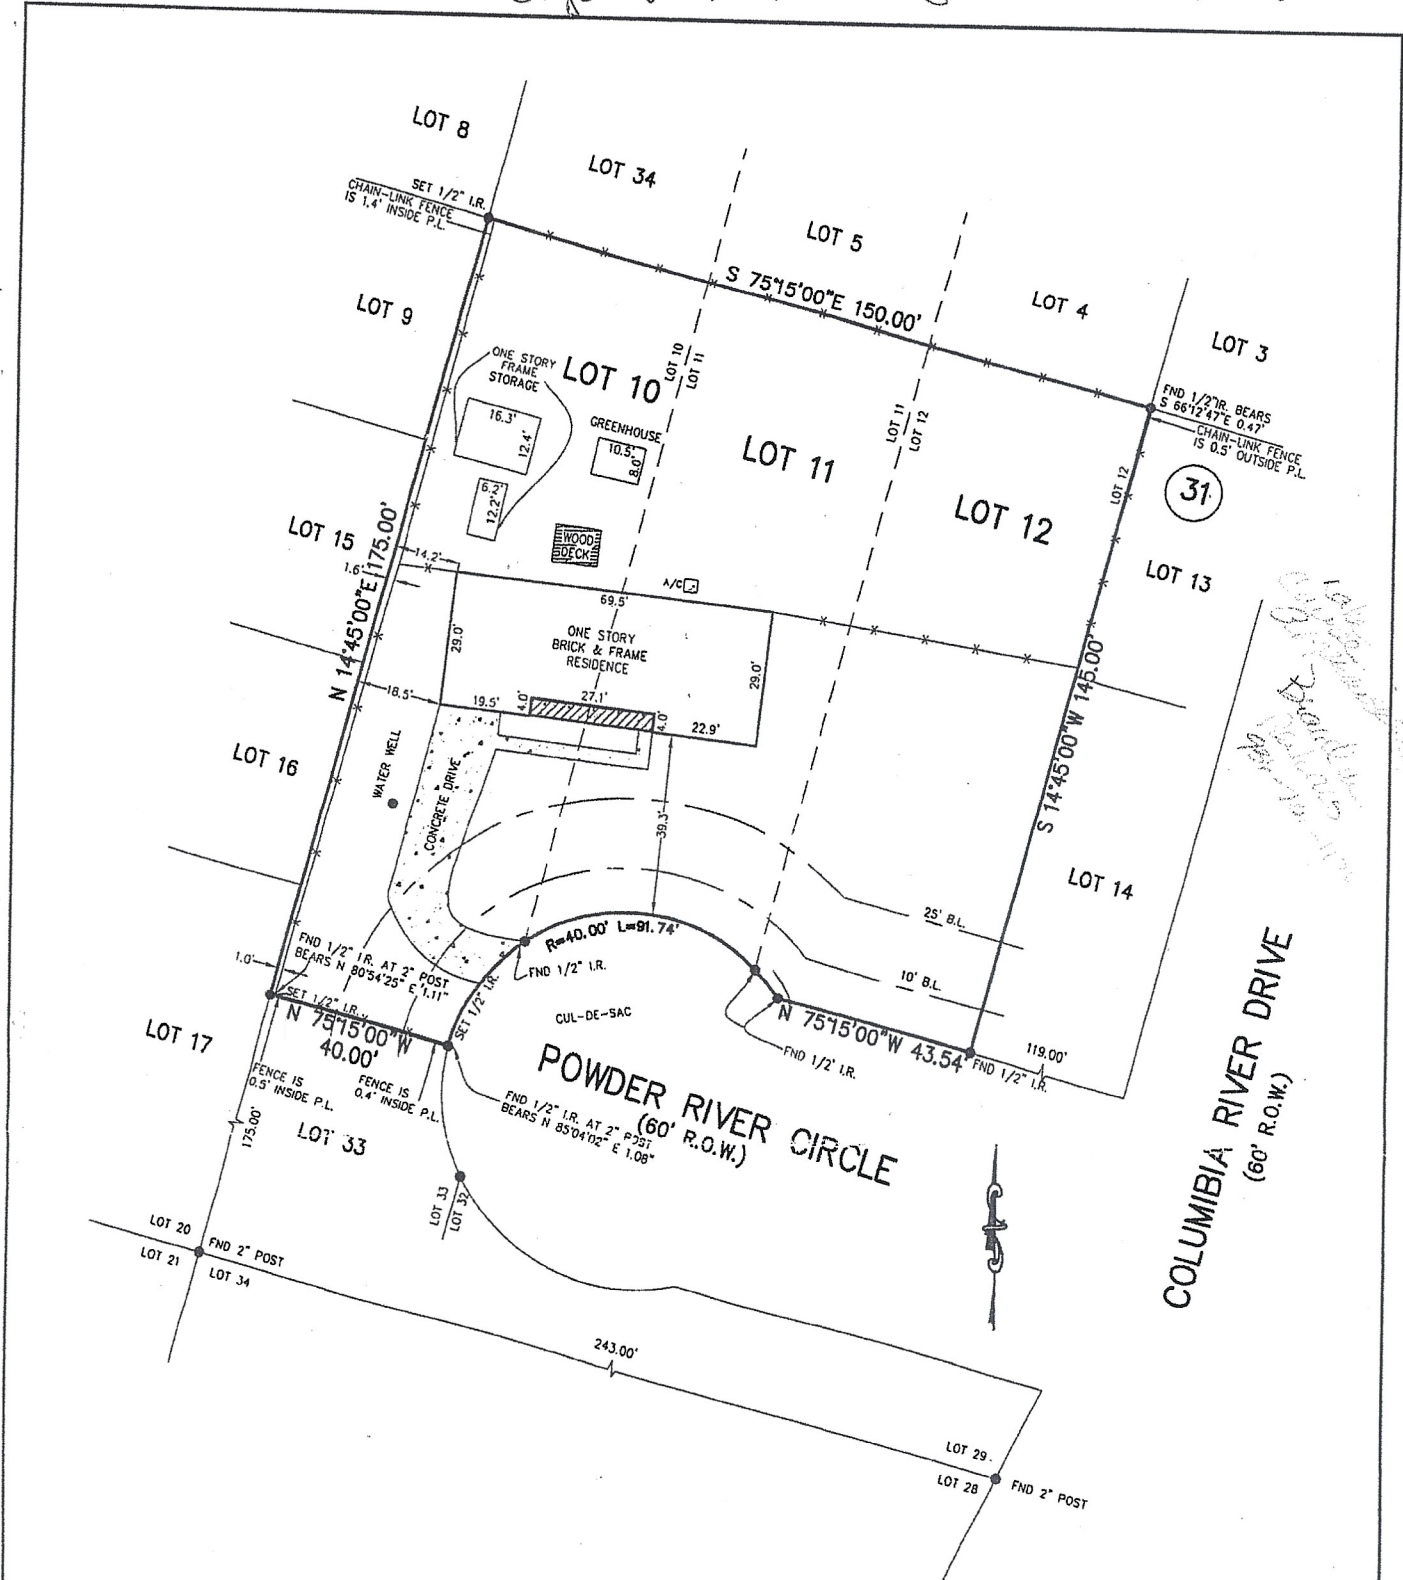 LOT 8
LOT 34
SET 1/2" I.R.
CHAIN-LINK FENCE
IS 1.4' INSIDE P.L.
LOT 5
S 75°15'00"E 150.00'
LOT 4
LOT 3
LOT 9
FND 1/2"IR. BEARS
S 66°12'47"E 0.47'
CHAIN-LINK FENCE
IS 0.5' OUTSIDE P.L.
ONE STORY
FRAME
STORAGE
LOT 10
LOT 10
LOT 11
16.3'
12.4'
GREENHOUSE
10.5'
8.0'
LOT 11
LOT 11
LOT 12
LOT 12
LOT 12
31
6.2'
12.2'
LOT 15
N 14°45'00"E 175.00'
WOOD
DECK
LOT 13
14.2'
1.6'
A/C
69.5'
29.0'
ONE STORY
BRICK & FRAME
RESIDENCE
29.0'
S 14°45'00"W 145.00'
18.5'
19.5'
4.0'
27.1'
4.0'
22.9'
LOT 16
WATER WELL
CONCRETE DRIVE
39.3'
LOT 14
25' B.L.
10' B.L.
R=40.00' L=91.74'
FND 1/2" I.R.
FND 1/2" I.R. AT 2" POST
BEARS N 80°54'25" E 1.11"
1.0'
SET 1/2" I.R.
SET 1/2" I.R.
N 75°15'00"W
40.00'
CUL-DE-SAC
LOT 17
N 75°15'00"W 43.54'
FND 1/2' I.R.
FND 1/2" I.R.
119.00'
FENCE IS
0.5' INSIDE P.L.
FENCE IS
0.4' INSIDE P.L.
POWDER RIVER CIRCLE
(60' R.O.W.)
FND 1/2" I.R. AT 2" POST
BEARS N 85°04'02" E 1.08"
COLUMIBIA RIVER DRIVE
(60' R.O.W.)
175.00'
LOT 33
LOT 33
LOT 32
LOT 20
LOT 21
FND 2" POST
LOT 34
243.00'
LOT 29
LOT 28
FND 2" POST